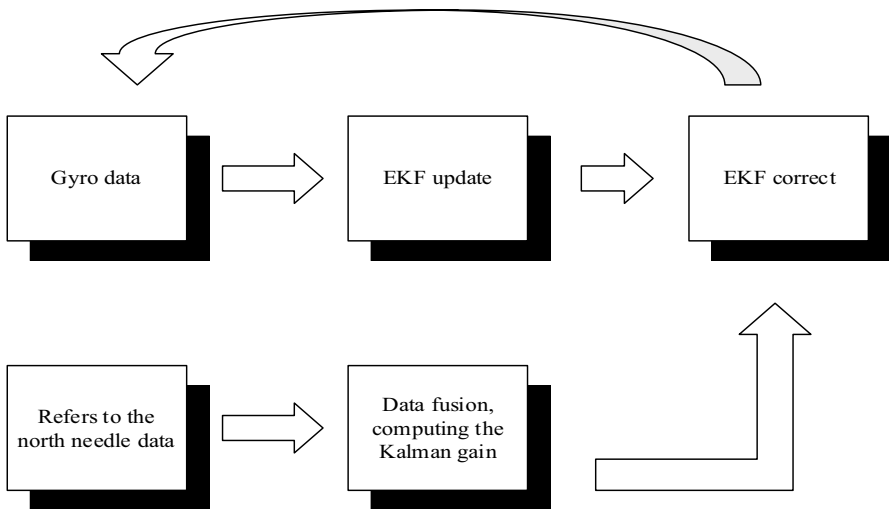 Gyro data
EKF update
EKF correct
Refers to the
north needle data
Data fusion,
computing the
Kalman gain